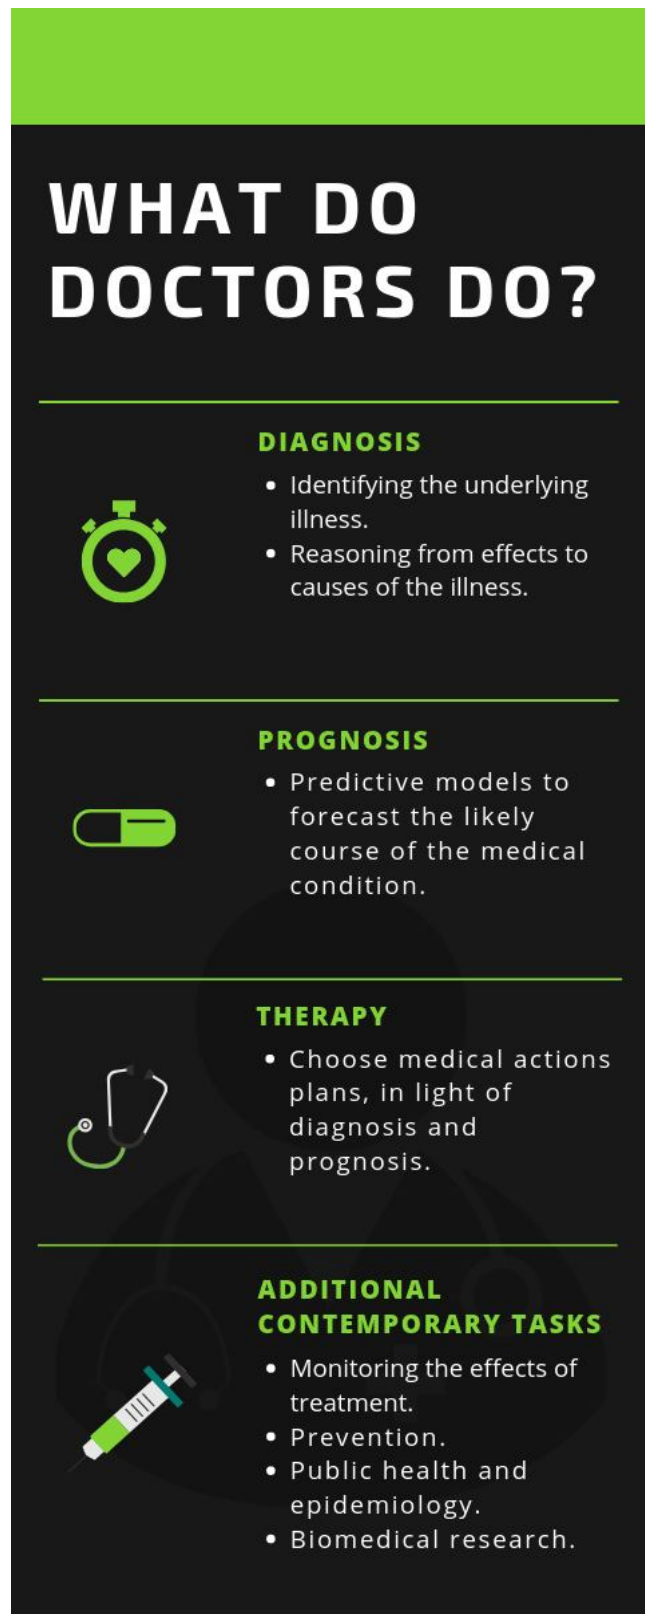 WHAT DO
DOCTORS DO?
DIAGNOSIS
• Identifying the underlying
illness.
• Reasoning from effects to
causes of the illness.
PROGNOSIS
• Predictive models to
forecast the likely
course of the medical
condition.
THERAPY
• Choose medical actions
plans, in light of
diagnosis and
prognosis.
ADDITIONAL
CONTEMPORARY TASKS
• Monitoring the effects of
treatment.
• Prevention.
• Public health and
epidemiology.
• Biomedical research.